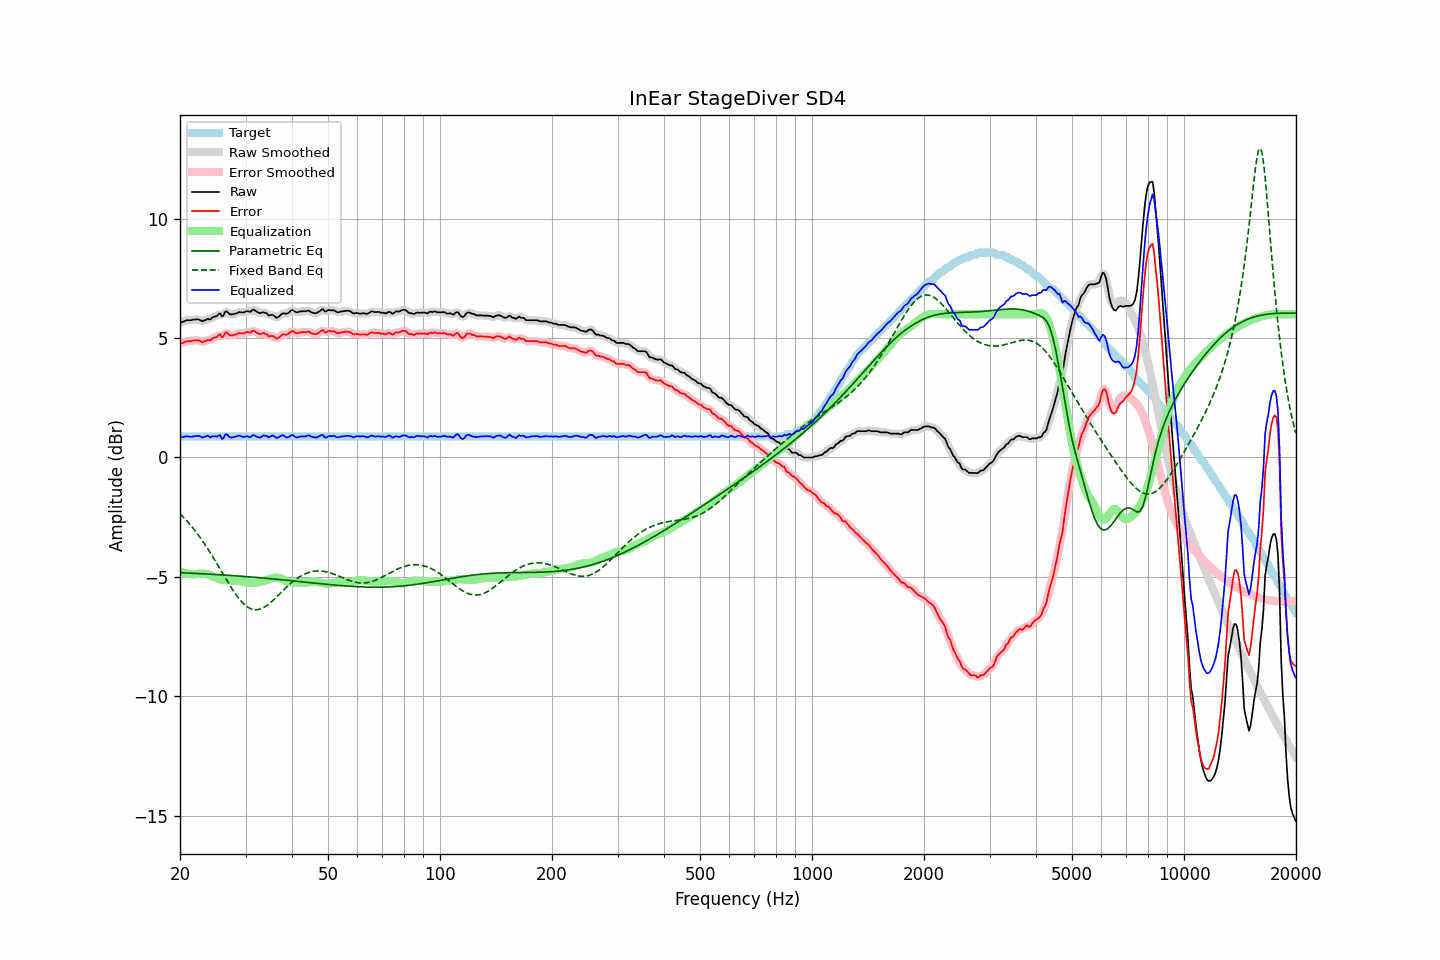 InEar StageDiver SD4
Target
Raw Smoothed
Error Smoothed
Raw
Error
Equalization
Parametric Eq
Fixed Band Eq
Equalized
Amplitude (dBr)
10
5
0
−5
−10
−15
20 50 100 200 500 1000 2000 5000 10000 20000
Frequency (Hz)